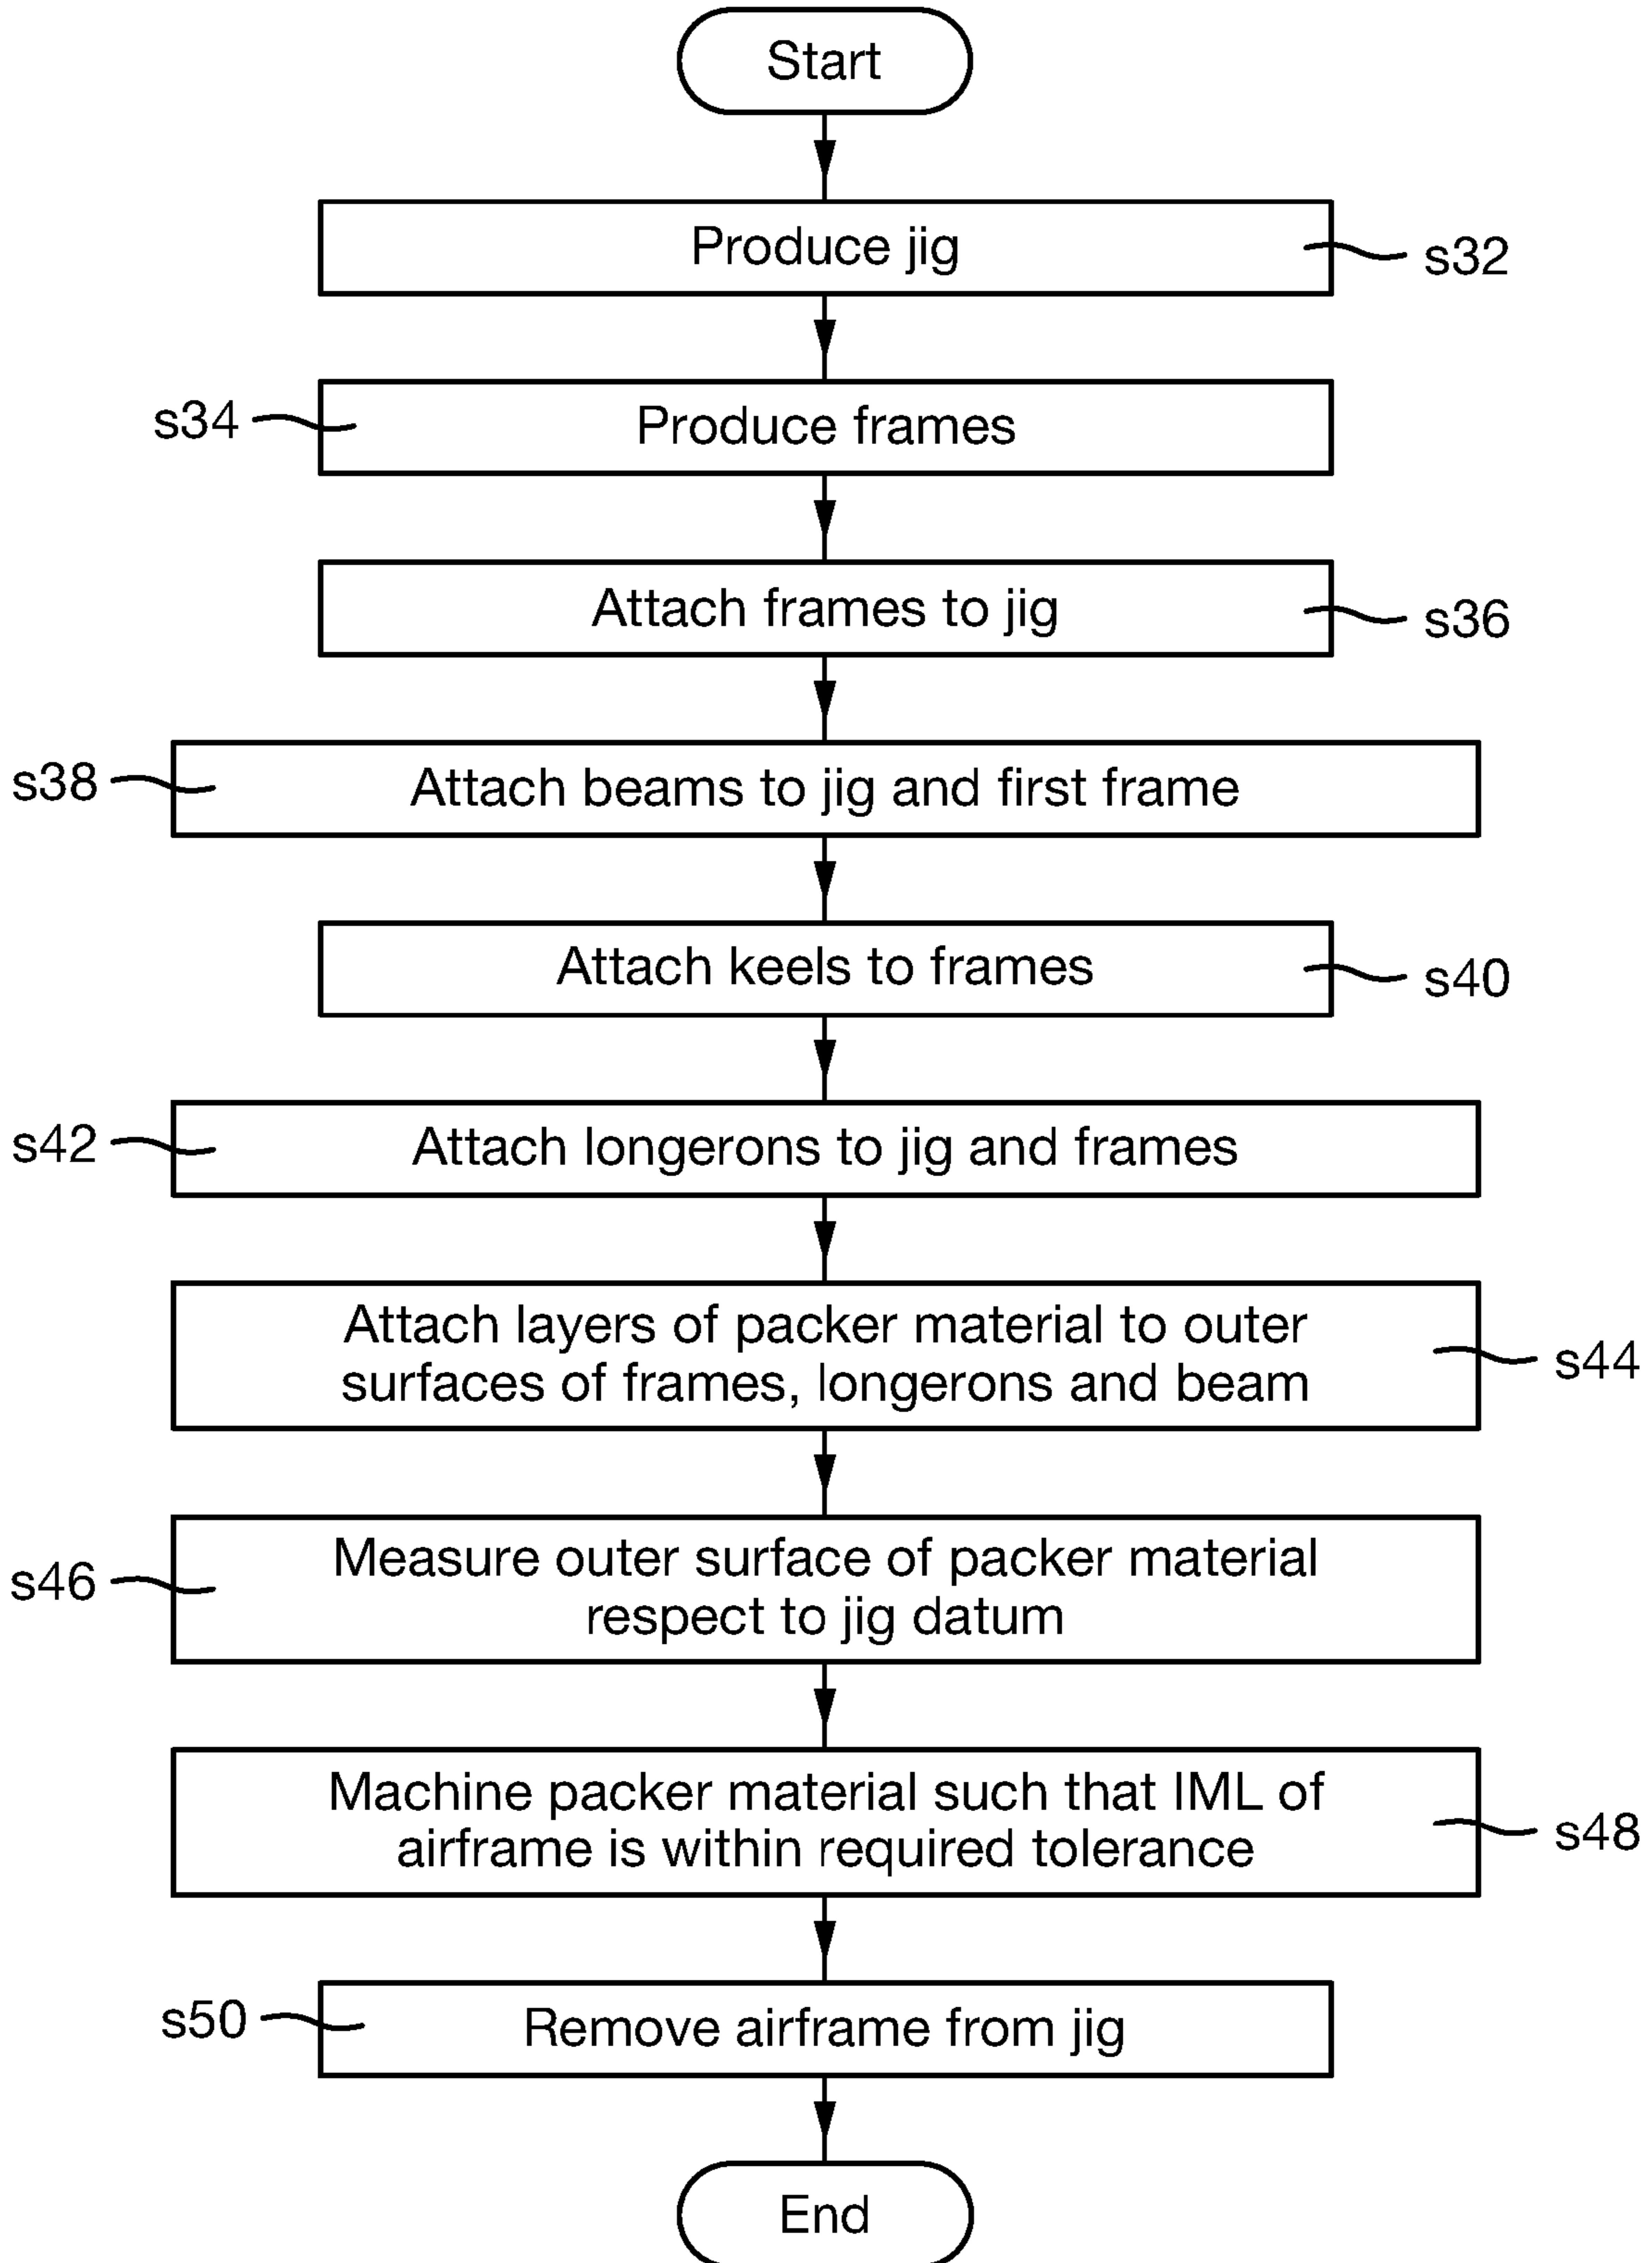 Start
Produce jig
s32
s34
Produce frames
Attach frames to jig
s36
s38
Attach beams to jig and first frame
Attach keels to frames
s40
s42
Attach longerons to jig and frames
Attach layers of packer material to outer
surfaces of frames, longerons and beam
s44
s46
Measure outer surface of packer material
respect to jig datum
Machine packer material such that IML of
airframe is within required tolerance
s48
s50
Remove airframe from jig
End